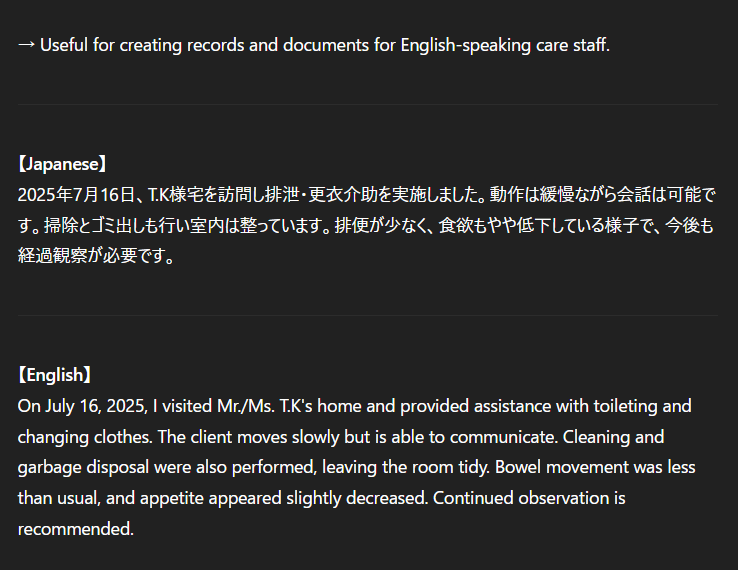 → Useful for creating records and documents for English-speaking care staff.
【Japanese】
2025年7月16日、T.K様宅を訪問し排泄・更衣介助を実施しました。動作は緩慢ながら会話は可能で
す。掃除とゴミ出しも行い室内は整っています。排便が少なく、食欲もやや低下している様子で、今後も
経過観察が必要です。
【English】
On July 16, 2025, I visited Mr./Ms. T.K's home and provided assistance with toileting and
changing clothes. The client moves slowly but is able to communicate. Cleaning and
garbage disposal were also performed, leaving the room tidy. Bowel movement was less
than usual, and appetite appeared slightly decreased. Continued observation is
recommended.